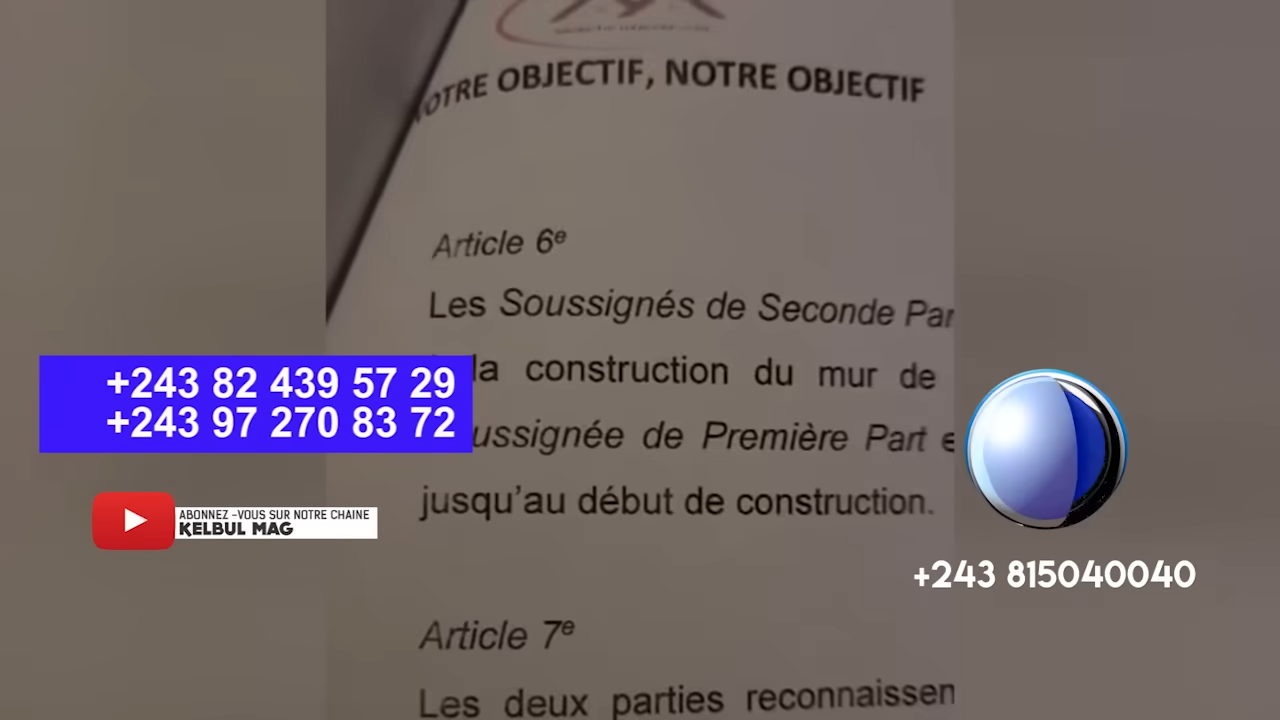 OTRE OBJECTIF, NOTRE OBJECTIF
Article 6e
Les Soussignés de Seconde Par
la construction du mur de
ussignée de Première Part e
jusqu'au début de construction.
Article 7e
Les deux parties reconnaissen
+243 82 439 57 29
+243 97 270 83 72
ABONNEZ -VOUS SUR NOTRE CHAINE
KELBUL MAG
+243 815040040